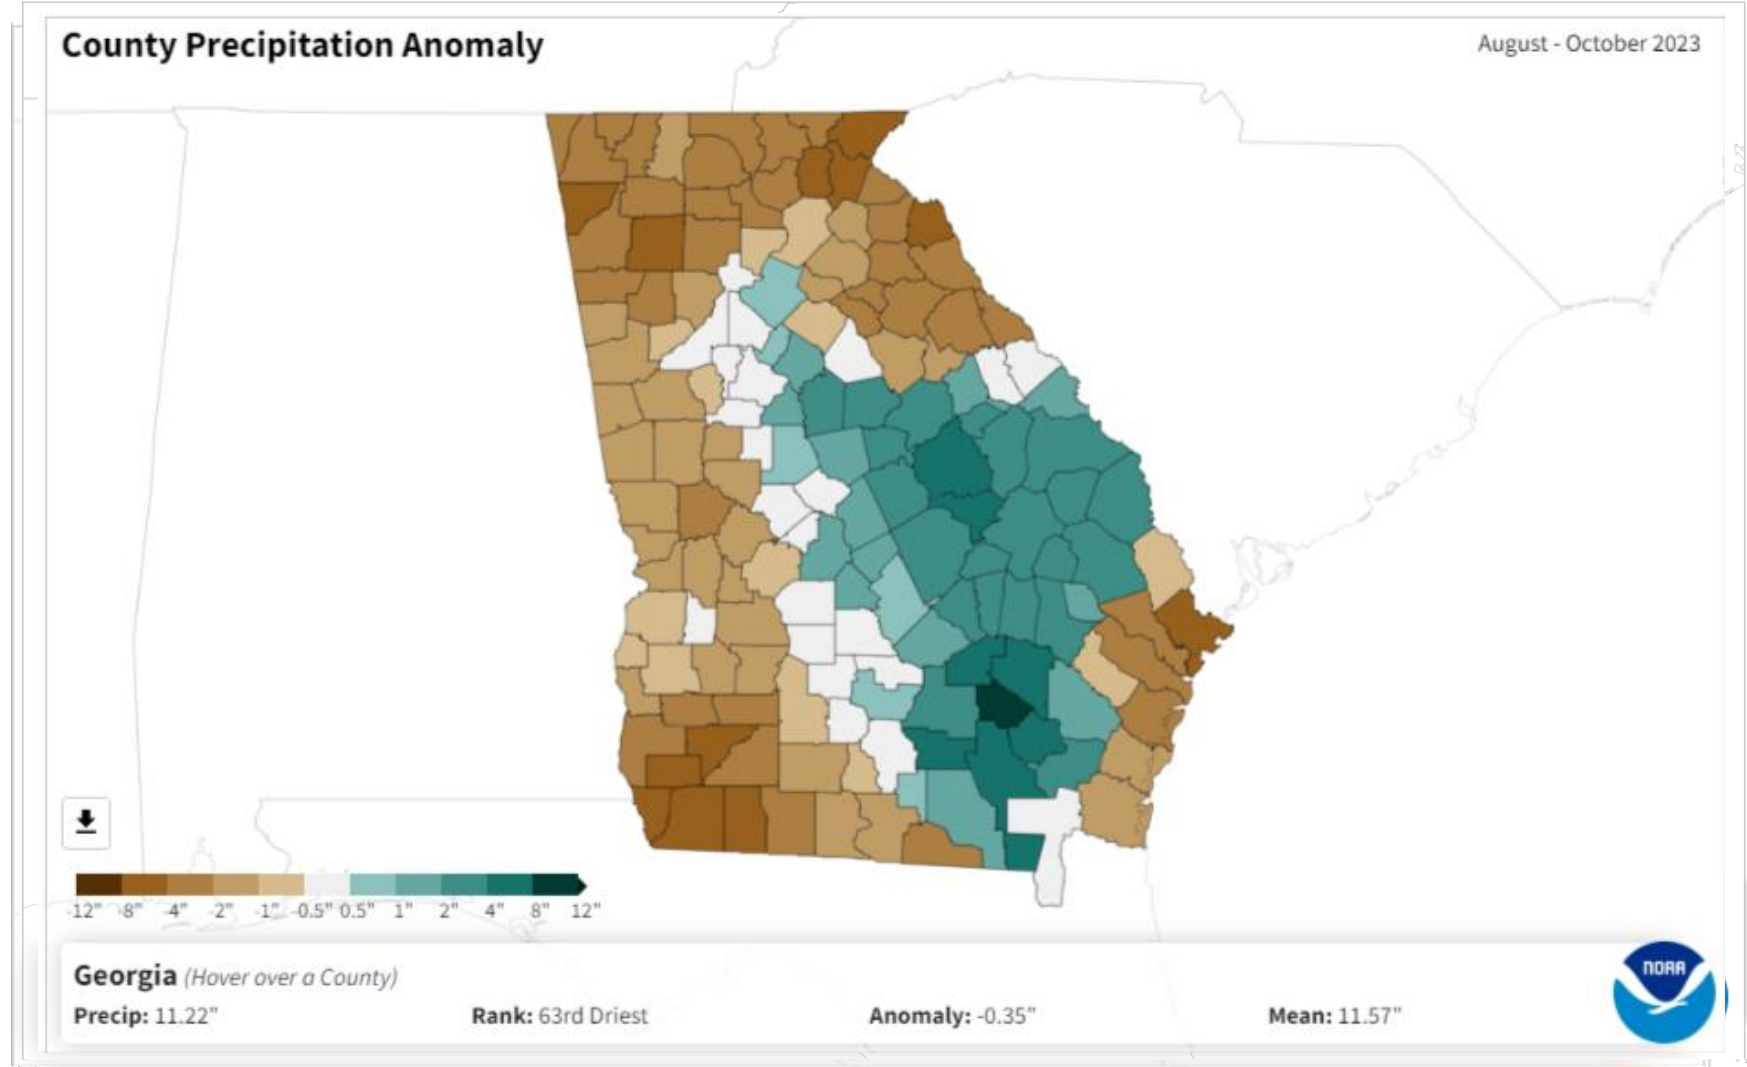 County Precipitation Anomaly
August - October 2023
-12" -8" -4" -2" -1" -0.5" 0.5" 1" 2" 4" 8" 12"
Georgia (Hover over a County)
Precip: 11.22" Rank: 63rd Driest Anomaly: -0.35" Mean: 11.57"
NOAA